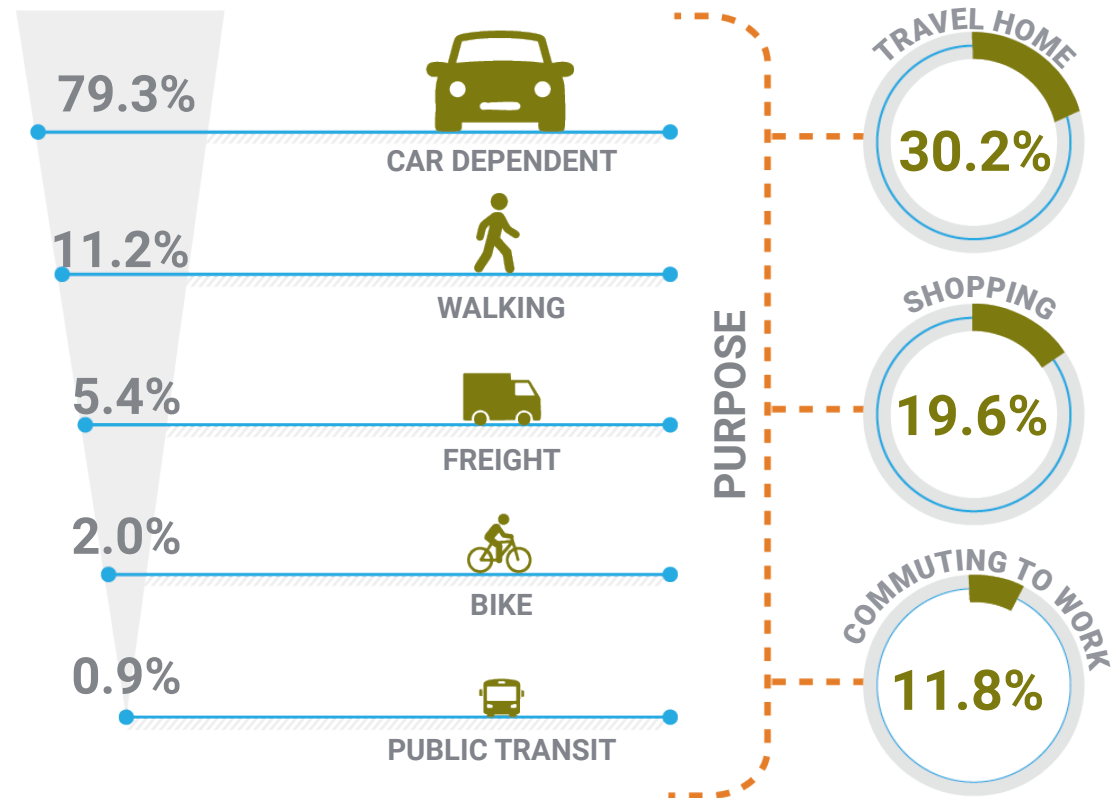 79.3%
CAR DEPENDENT
11.2%
WALKING
5.4%
FREIGHT
2.0%
BIKE
0.9%
PUBLIC TRANSIT
PURPOSE
TRAVEL HOME
30.2%
SHOPPING
19.6%
COMMUTING TO WORK
11.8%